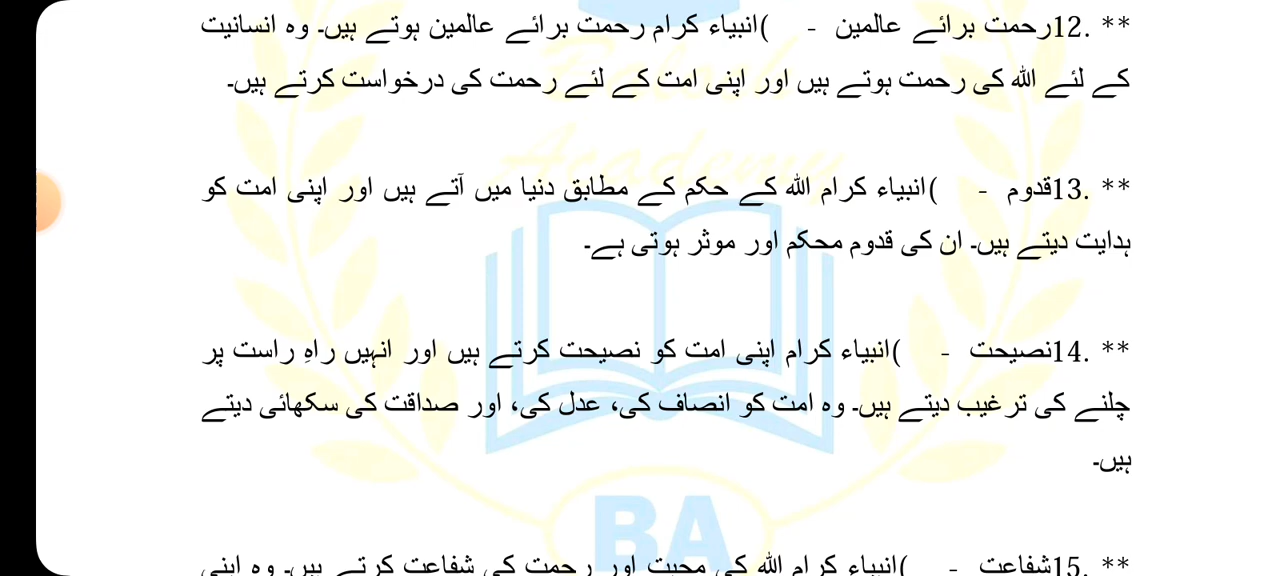 ** .12رحمت برائے عالمین - )انبیاء کرام رحمت برائے عالمین ہوتے ہیں۔ وہ انسانیت
کے لئے اللہ کی رحمت ہوتے ہیں اور اپنی امت کے لئے رحمت کی درخواست کرتے ہیں۔
** .13قدوم - )انبیاء کرام اللہ کے حکم کے مطابق دنیا میں آتے ہیں اور اپنی امت کو
ہدایت دیتے ہیں۔ ان کی قدوم محکم اور موثر ہوتی ہے۔
** .14نصیحت - )انبیاء کرام اپنی امت کو نصیحت کرتے ہیں اور انہیں راہِ راست پر
چلنے کی ترغیب دیتے ہیں۔ وہ امت کو انصاف کی، عدل کی، اور صداقت کی سکھائی دیتے
ہیں۔
** .15شفاعت - )انبیاء کرام اللہ کی محبت اور رحمت کی شفاعت کرتے ہیں۔ وہ اپنی
Academy
BA